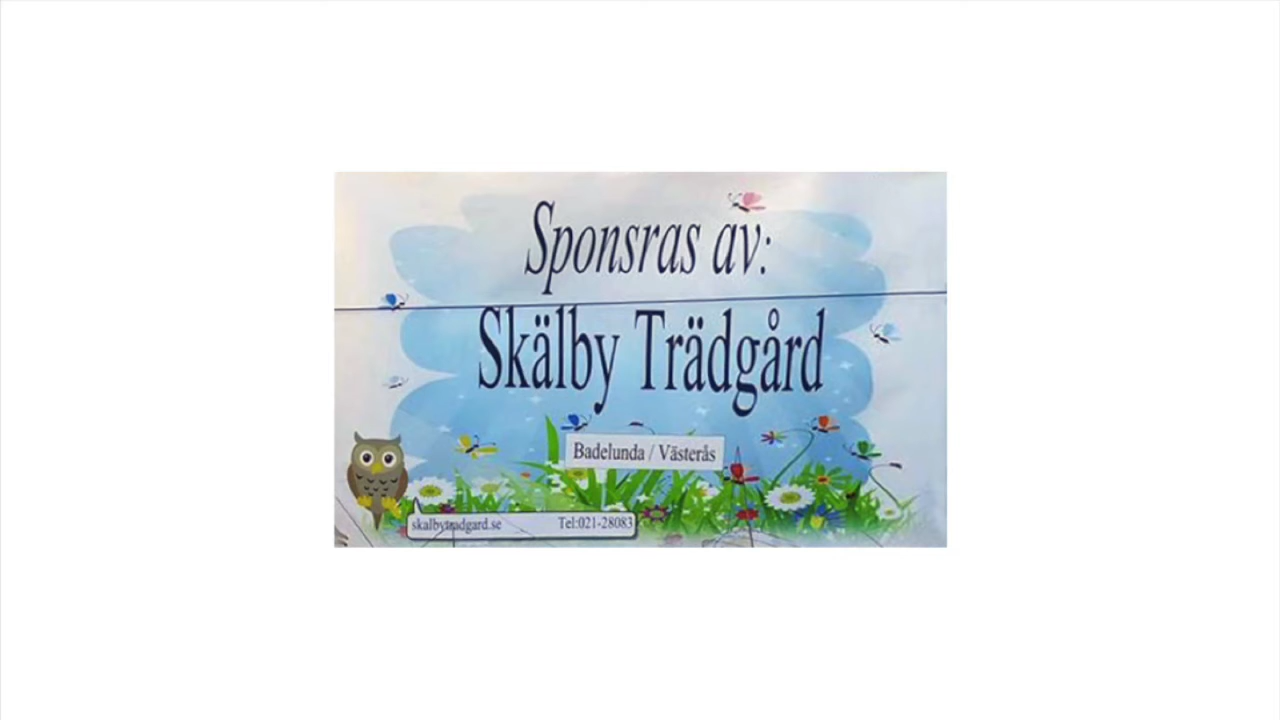 Sponsras av:
Skälby Trädgård
Badelunda / Västerås
skalbytradgard.se Tel:021-28083